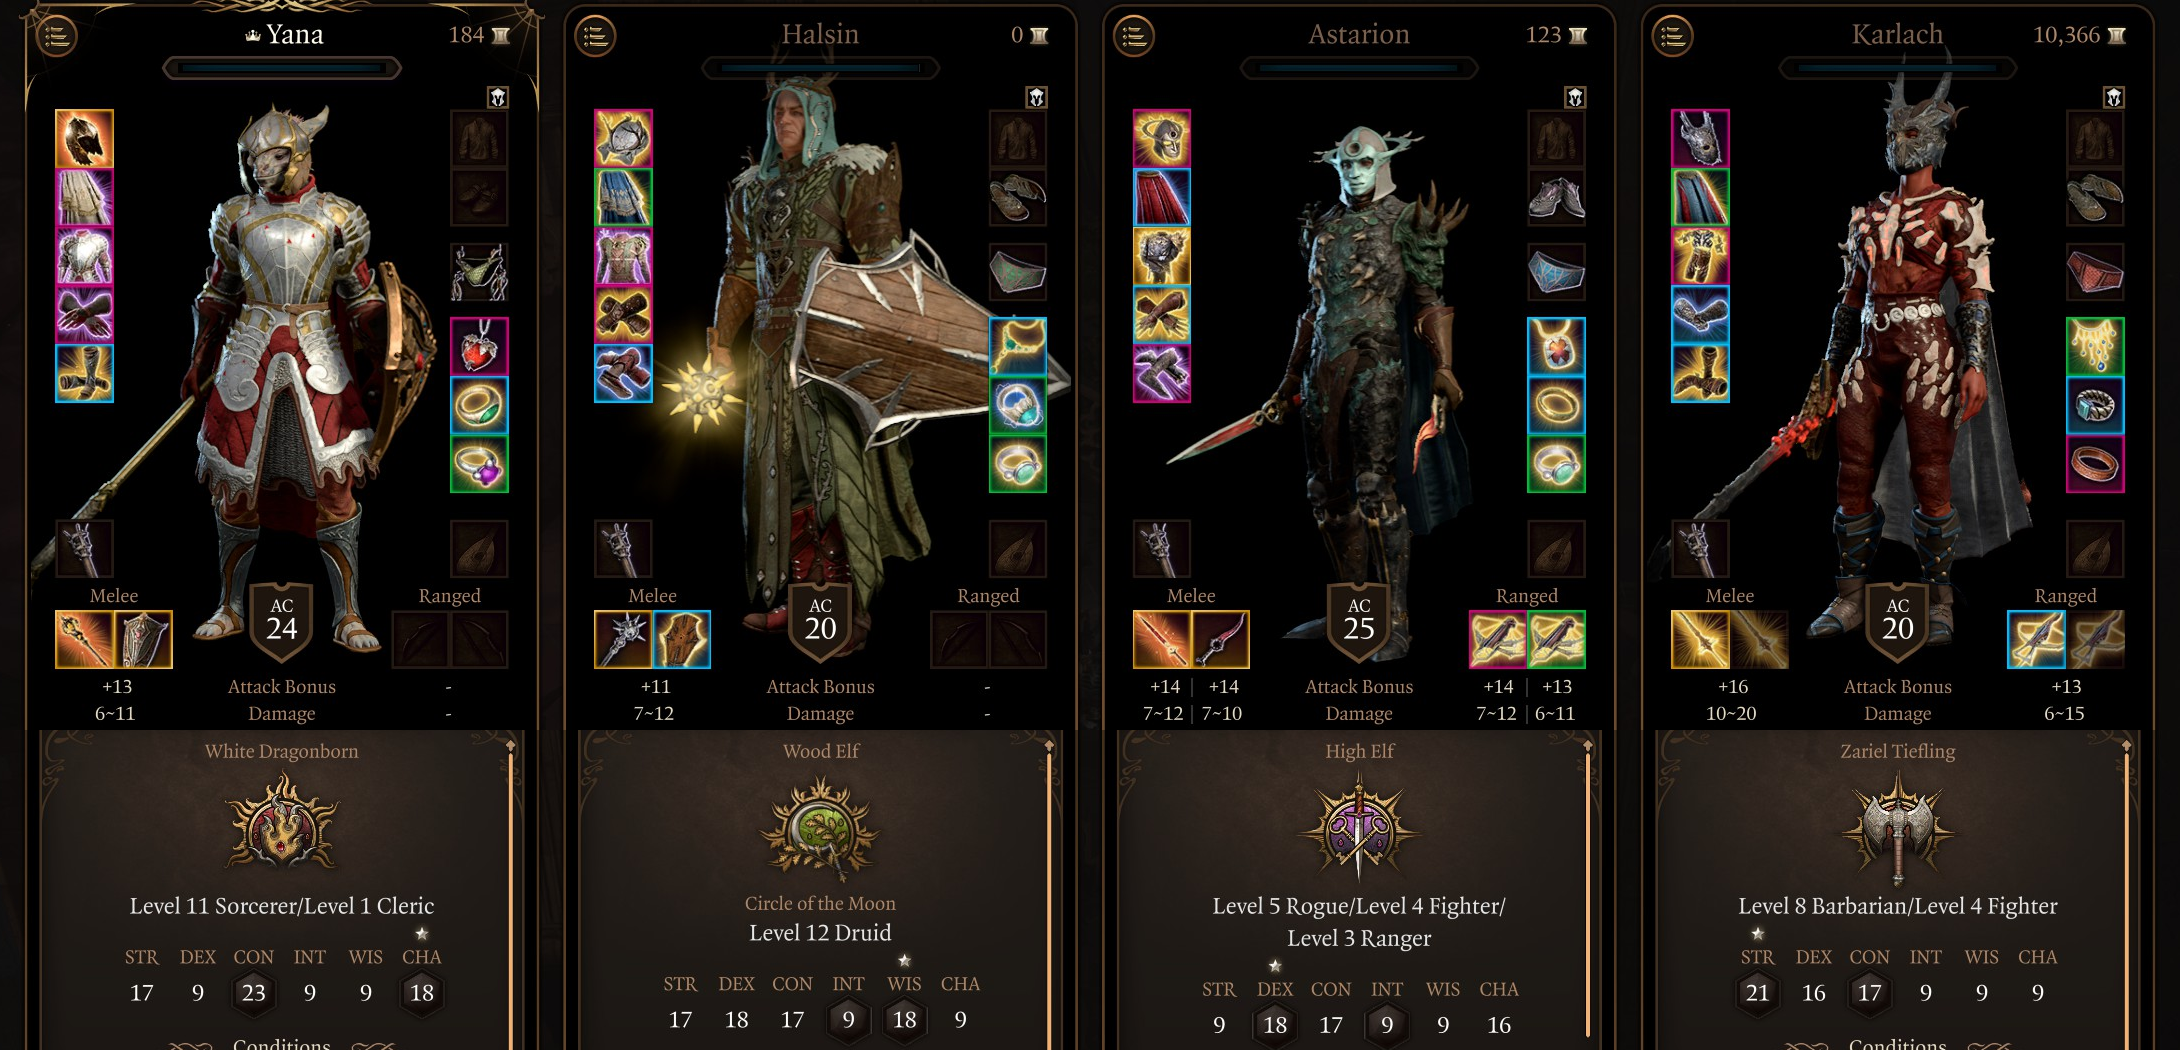 Yana
184
AC
24
Melee
Ranged
+13
Attack Bonus
-
6~11
Damage
-
White Dragonborn
Level 11 Sorcerer/Level 1 Cleric
STR DEX CON INT WIS CHA
17 9 23 9 9 18
Conditions
Halsin
0
AC
20
Melee
Ranged
+11
Attack Bonus
-
7~12
Damage
-
Wood Elf
Circle of the Moon
Level 12 Druid
STR DEX CON INT WIS CHA
17 18 17 9 18 9
Astarion
123
AC
25
Melee
Ranged
+14 | +14
Attack Bonus
+14 | +13
7~12 | 7~10
Damage
7~12 | 6~11
High Elf
Level 5 Rogue/Level 4 Fighter/
Level 3 Ranger
STR DEX CON INT WIS CHA
9 18 17 9 9 16
Karlach
10,366
AC
20
Melee
Ranged
+16
Attack Bonus
+13
10~20
Damage
6~15
Zariel Tiefling
Level 8 Barbarian/Level 4 Fighter
STR DEX CON INT WIS CHA
21 16 17 9 9 9
Conditions